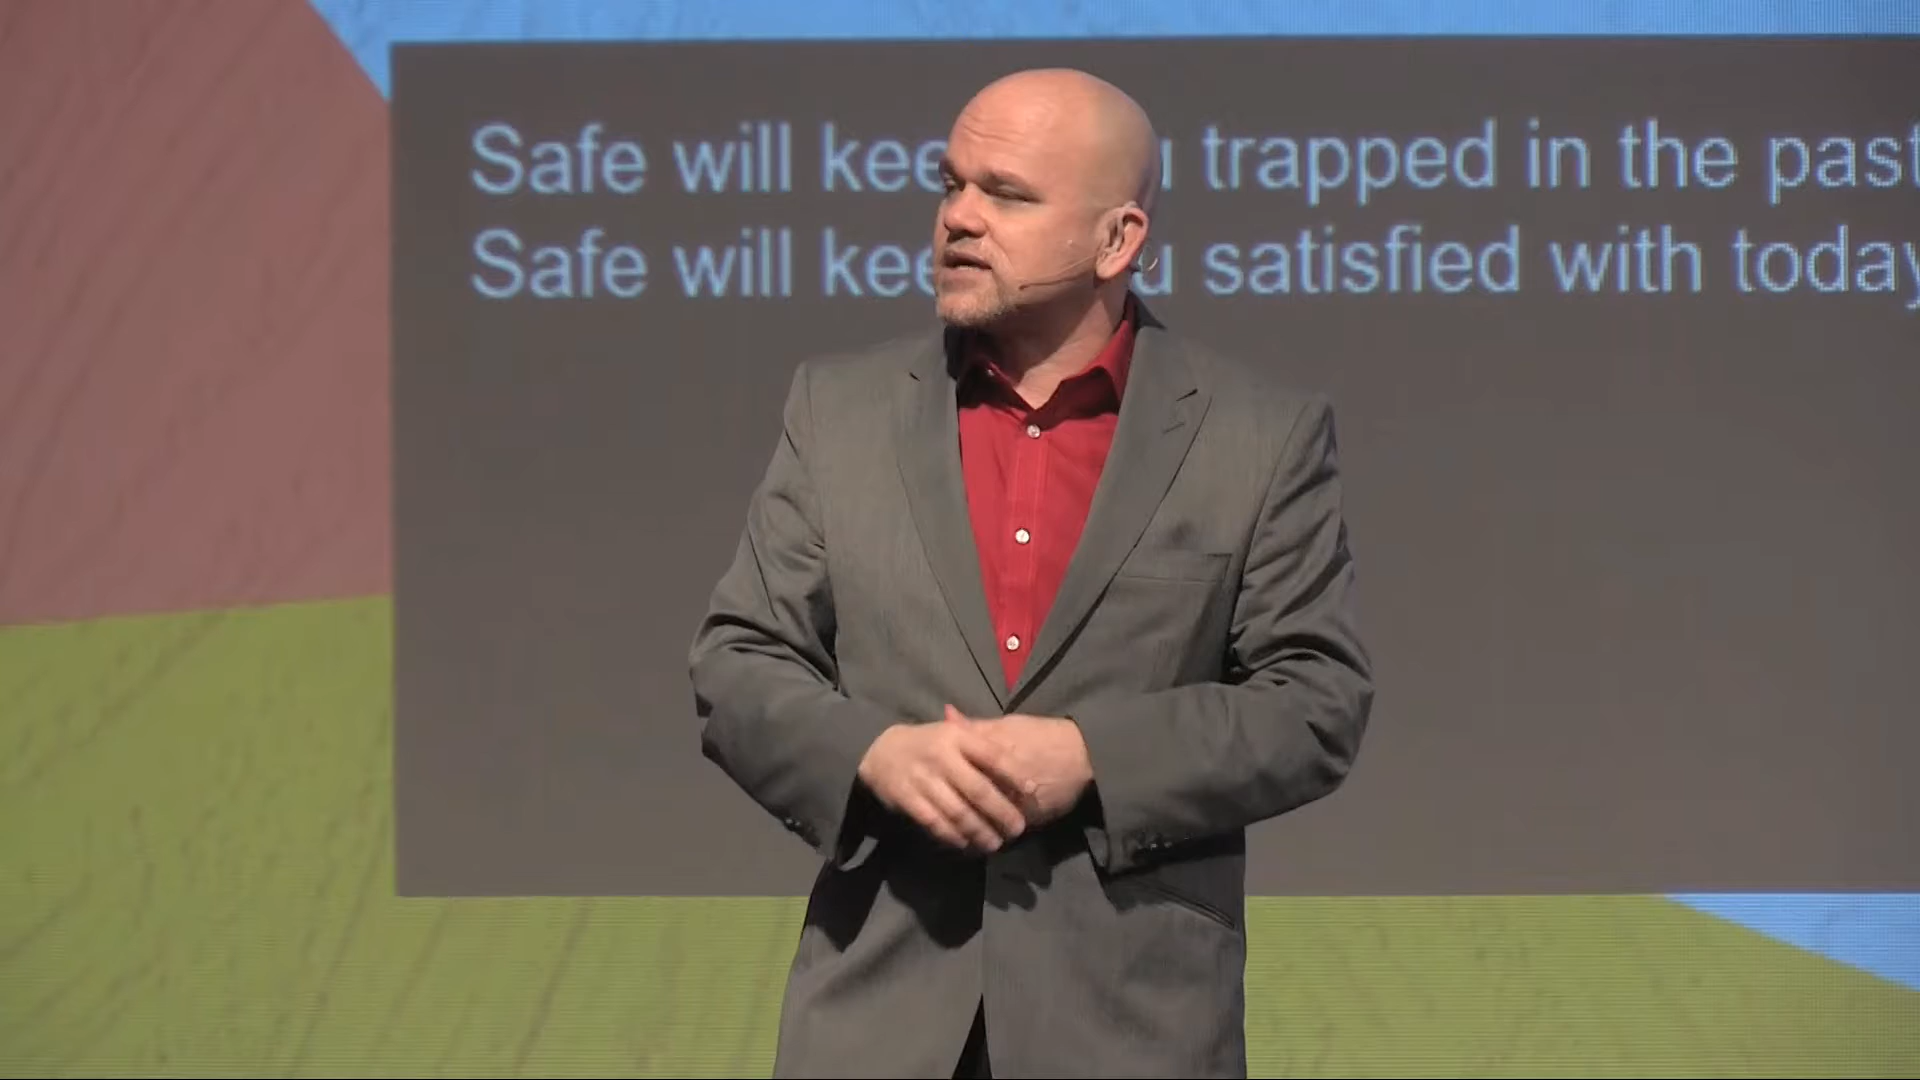 Safe will kee u trapped in the past
Safe will kee u satisfied with today